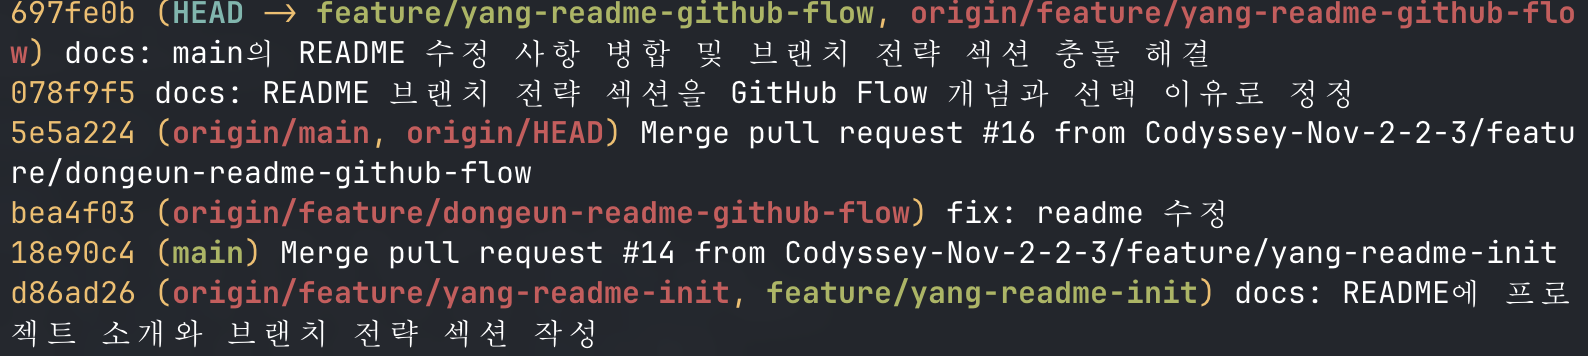 697fe0b (HEAD -> feature/yang-readme-github-flow, origin/feature/yang-readme-github-flo
w) docs: main의 README 수정 사항 병합 및 브랜치 전략 섹션 충돌 해결
078f9f5 docs: README 브랜치 전략 섹션을 GitHub Flow 개념과 선택 이유로 정정
5e5a224 (origin/main, origin/HEAD) Merge pull request #16 from Codyssey-Nov-2-2-3/featu
re/dongeun-readme-github-flow
bea4f03 (origin/feature/dongeun-readme-github-flow) fix: readme 수정
18e90c4 (main) Merge pull request #14 from Codyssey-Nov-2-2-3/feature/yang-readme-init
d86ad26 (origin/feature/yang-readme-init, feature/yang-readme-init) docs: README에 프로
젝트 소개와 브랜치 전략 섹션 작성